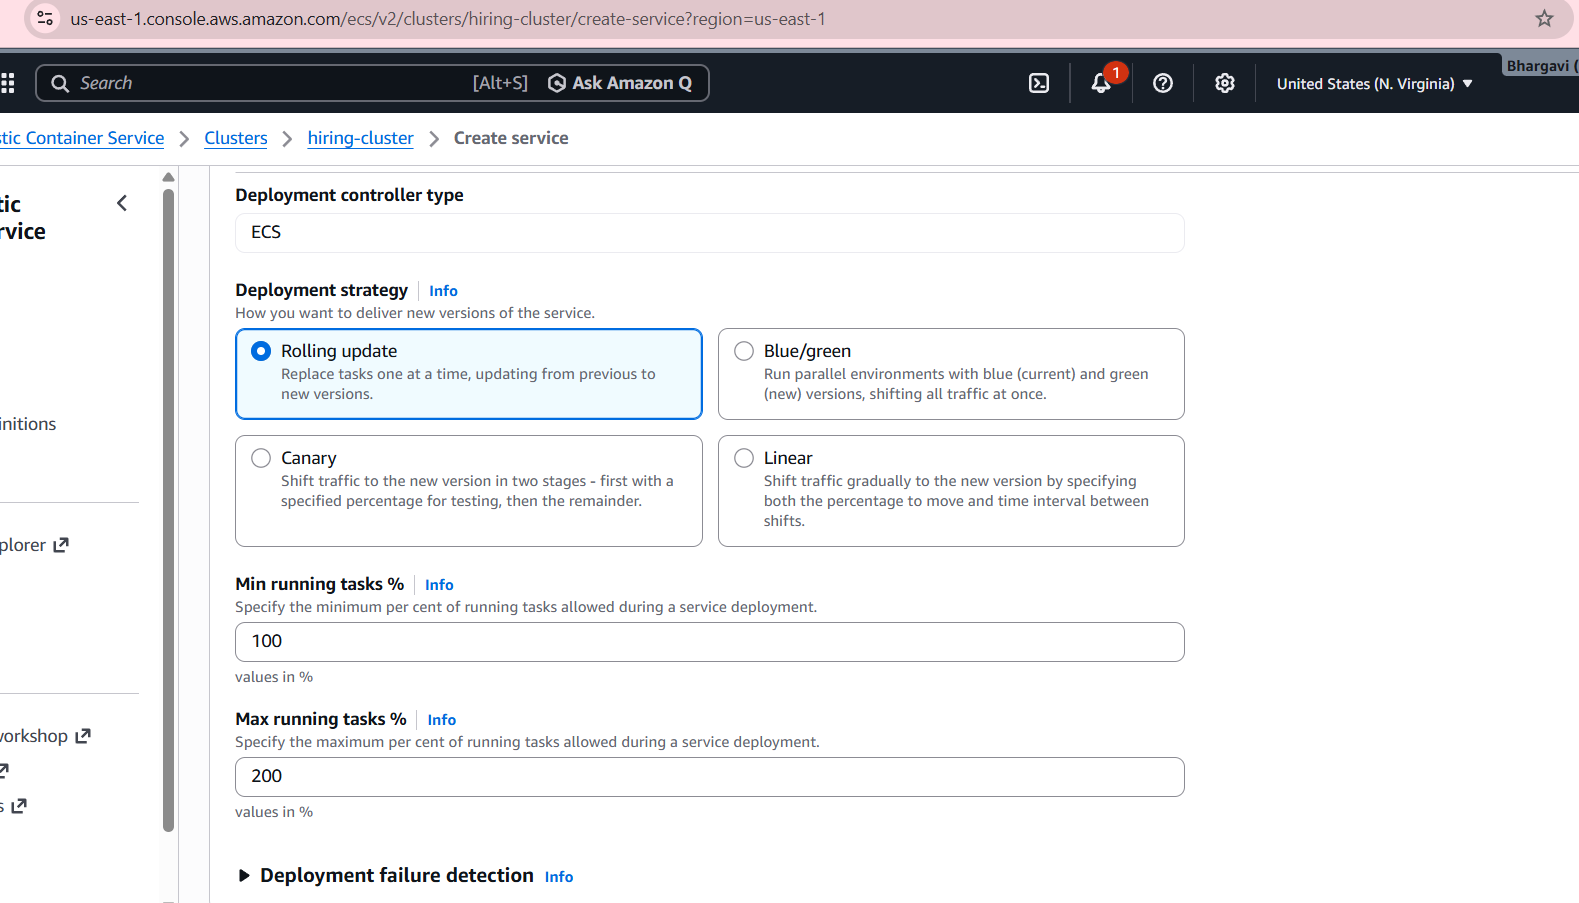 us-east-1.console.aws.amazon.com/ecs/v2/clusters/hiring-cluster/create-service?region=us-east-1
Search [Alt+S] Ask Amazon Q 1 United States (N. Virginia) Bhargavi (
stic Container Service > Clusters > hiring-cluster > Create service
tic
rvice
initions
plorer
workshop
s
Deployment controller type
ECS
Deployment strategy Info
How you want to deliver new versions of the service.
Rolling update
Replace tasks one at a time, updating from previous to
new versions.
Blue/green
Run parallel environments with blue (current) and green
(new) versions, shifting all traffic at once.
Canary
Shift traffic to the new version in two stages - first with a
specified percentage for testing, then the remainder.
Linear
Shift traffic gradually to the new version by specifying
both the percentage to move and time interval between
shifts.
Min running tasks % Info
Specify the minimum per cent of running tasks allowed during a service deployment.
100
values in %
Max running tasks % Info
Specify the maximum per cent of running tasks allowed during a service deployment.
200
values in %
Deployment failure detection Info